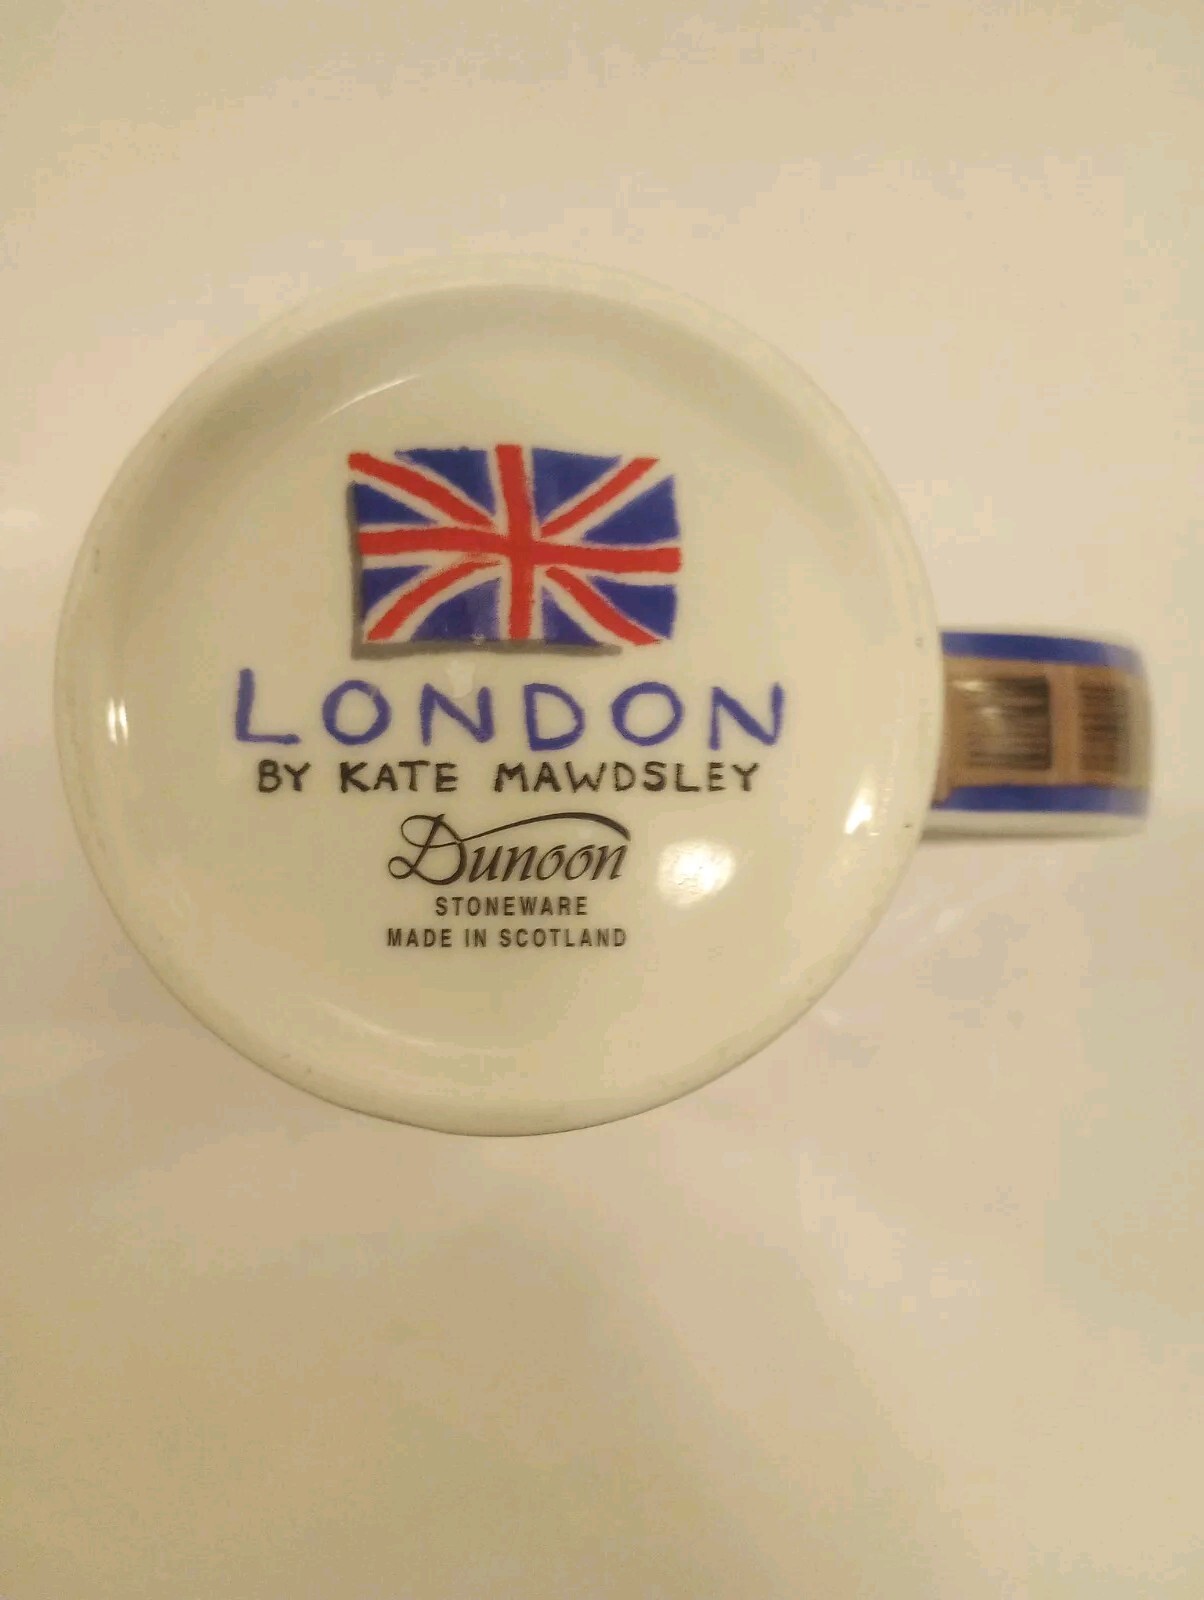 LONDON
BY KATE MAWDSLEY
Dunoon
STONEWARE
MADE IN SCOTLAND